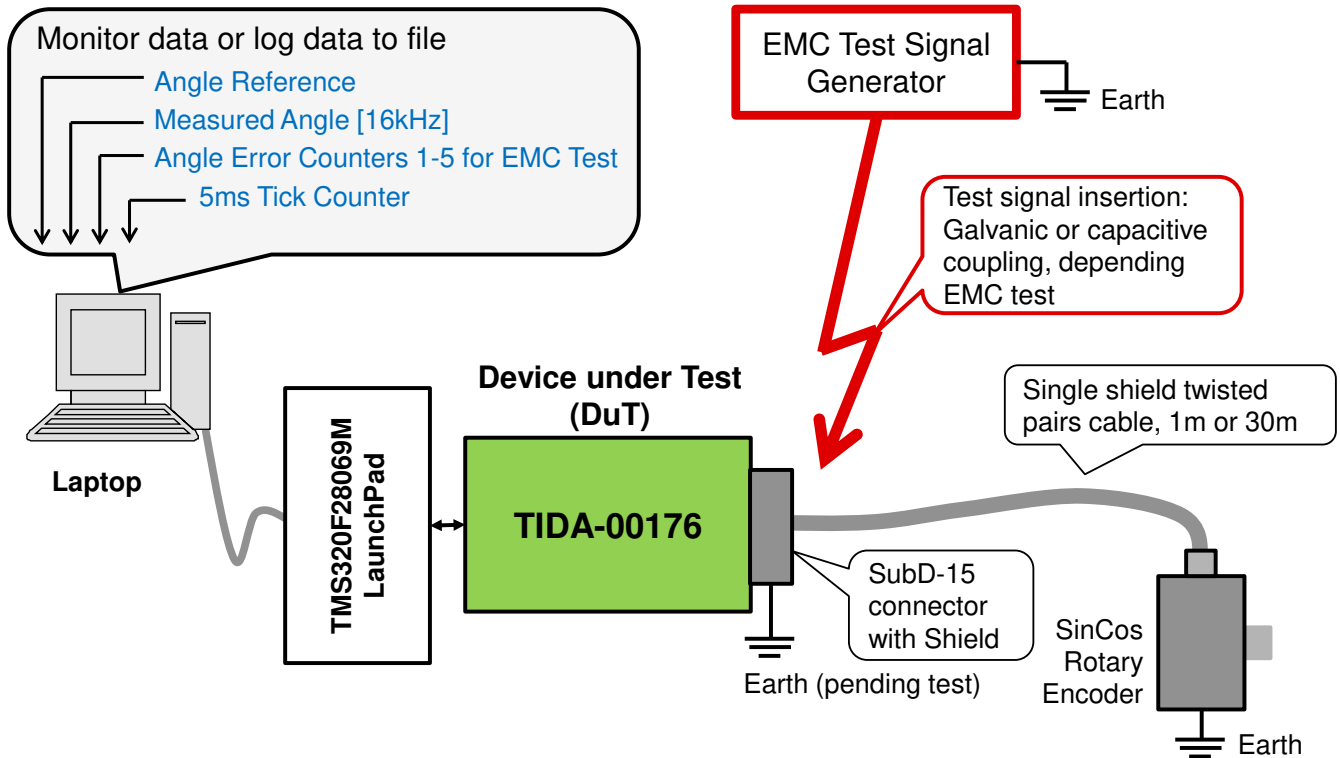 Monitor data or log data to file
Angle Reference
Measured Angle [16kHz]
Angle Error Counters 1-5 for EMC Test
5ms Tick Counter
EMC Test Signal
Generator
Earth
Test signal insertion:
Galvanic or capacitive
coupling, depending
EMC test
Device under Test
(DuT)
Single shield twisted
pairs cable, 1m or 30m
Laptop
TMS320F28069M
LaunchPad
TIDA-00176
SubD-15
connector
with Shield
Earth (pending test)
SinCos
Rotary
Encoder
Earth